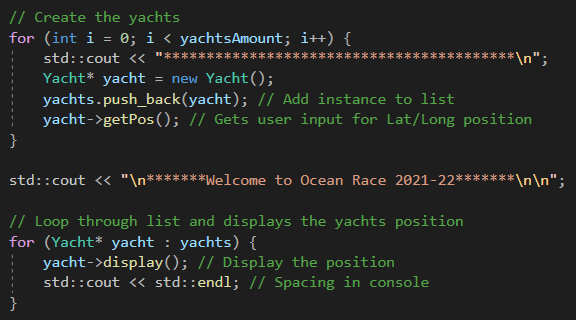 // Create the yachts
for (int i = 0; i < yachtsAmount; i++) {
std::cout << "******************************************\n";
Yacht* yacht = new Yacht();
yachts.push_back(yacht); // Add instance to list
yacht->getPos(); // Gets user input for Lat/Long position
}
std::cout << "\n*******Welcome to Ocean Race 2021-22*******\n\n";
// Loop through list and displays the yachts position
for (Yacht* yacht : yachts) {
yacht->display(); // Display the position
std::cout << std::endl; // Spacing in console
}